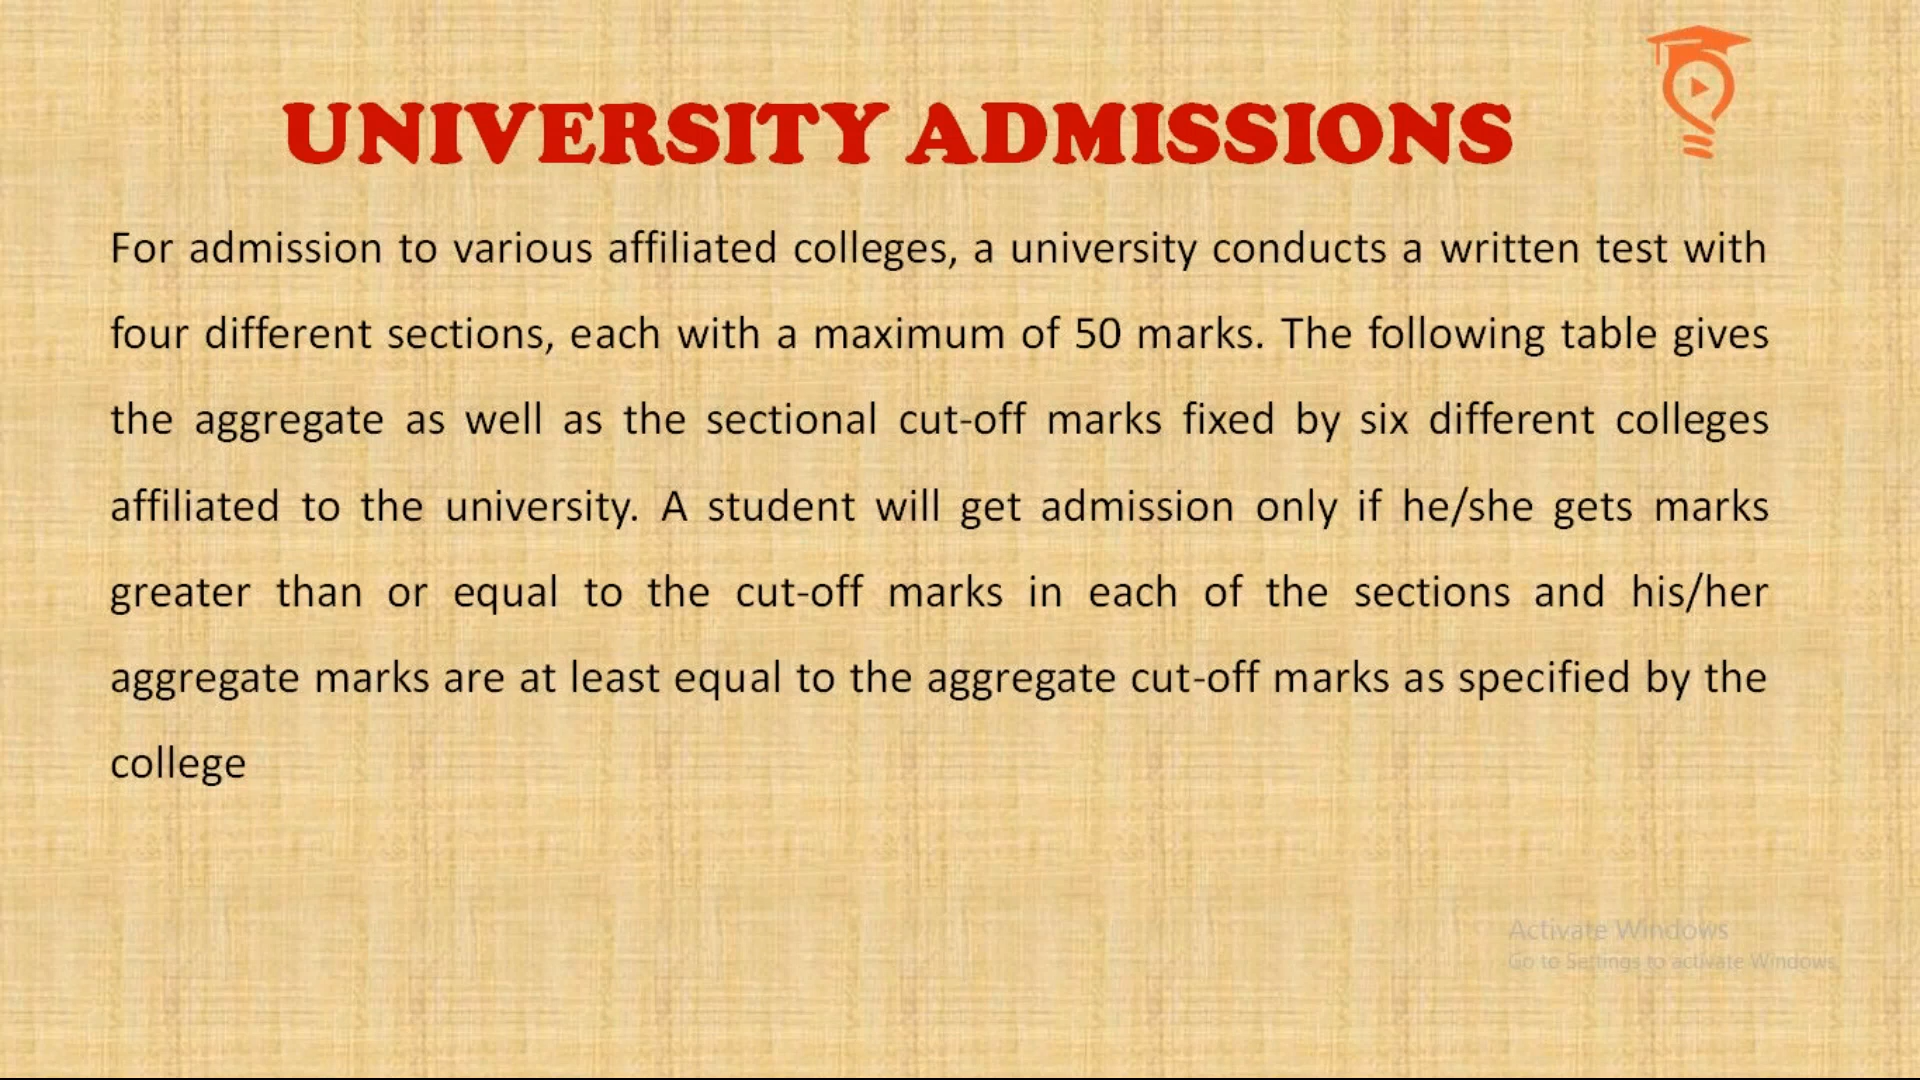 UNIVERSITY ADMISSIONS
For admission to various affiliated colleges, a university conducts a written test with
four different sections, each with a maximum of 50 marks. The following table gives
the aggregate as well as the sectional cut-off marks fixed by six different colleges
affiliated to the university. A student will get admission only if he/she gets marks
greater than or equal to the cut-off marks in each of the sections and his/her
aggregate marks are at least equal to the aggregate cut-off marks as specified by the
college
Activate Windows
Go to Settings to activate Windows.